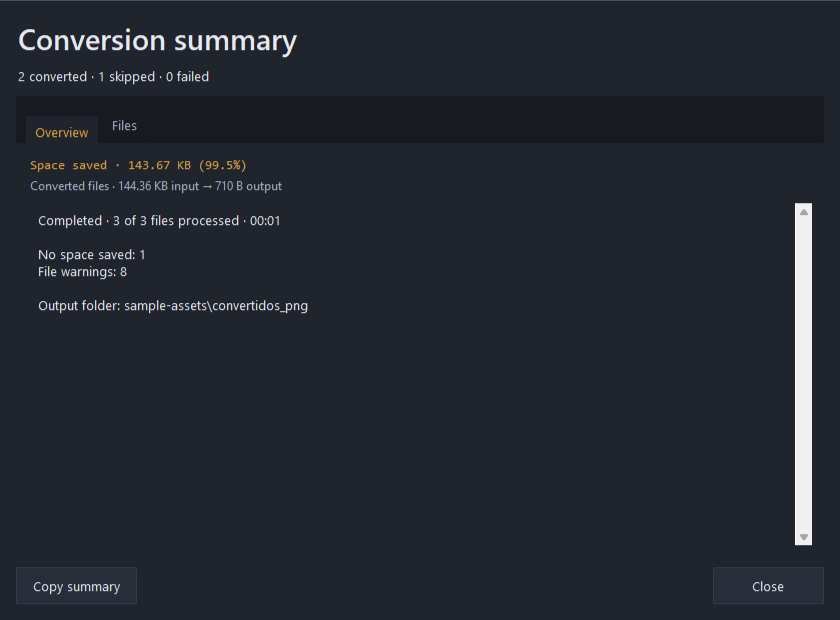 Conversion summary
2 converted · 1 skipped · 0 failed
Overview
Files
Space saved · 143.67 KB (99.5%)
Converted files · 144.36 KB input → 710 B output
Completed · 3 of 3 files processed · 00:01
No space saved: 1
File warnings: 8
Output folder: sample-assets\convertidos_png
Copy summary
Close